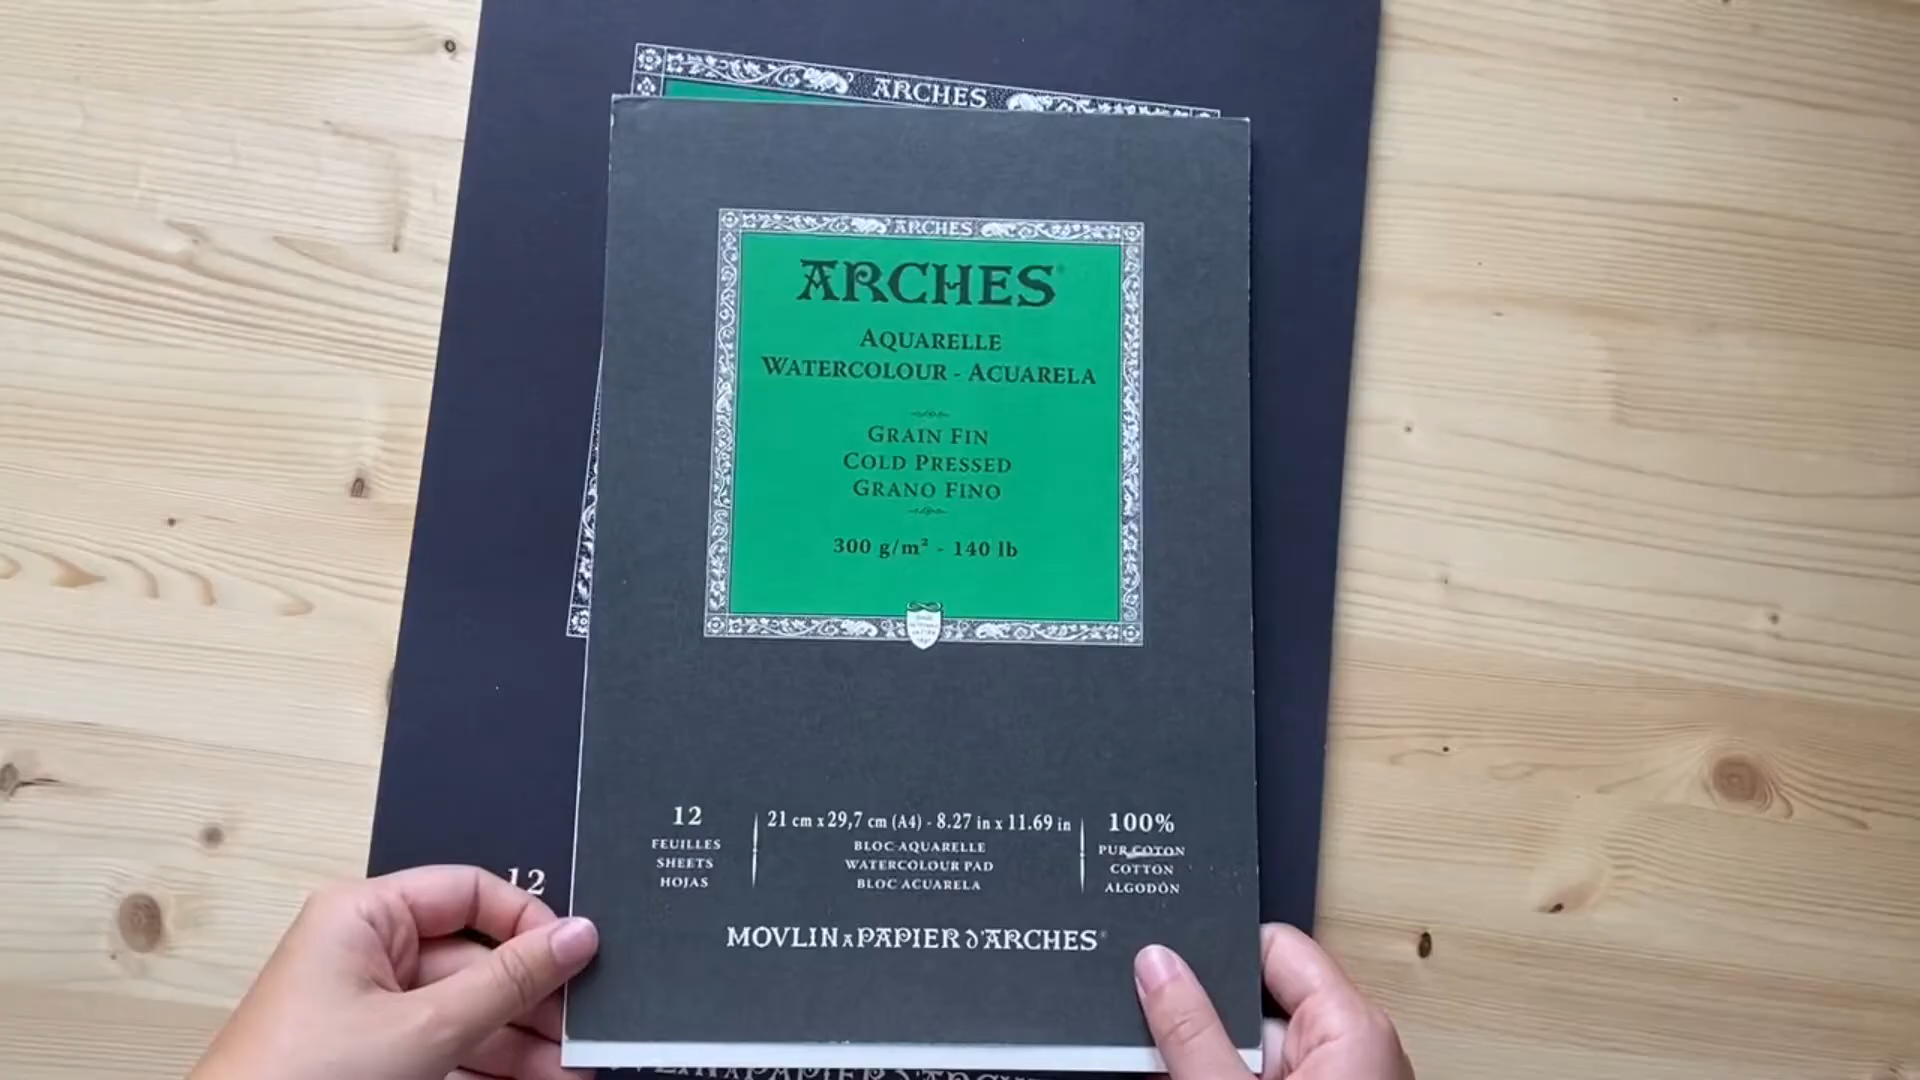 ARCHES
ARCHES
ARCHES®
AQUARELLE
WATERCOLOUR - ACUARELA
GRAIN FIN
COLD PRESSED
GRANO FINO
300 g/m² - 140 lb
12
FEUILLES
SHEETS
HOJAS
21 cm x 29,7 cm (A4) - 8.27 in x 11.69 in
BLOC AQUARELLE
WATERCOLOUR PAD
BLOC ACUARELA
100%
PUR COTON
COTTON
ALGODÓN
12
MOVLIN A PAPIER D'ARCHES®